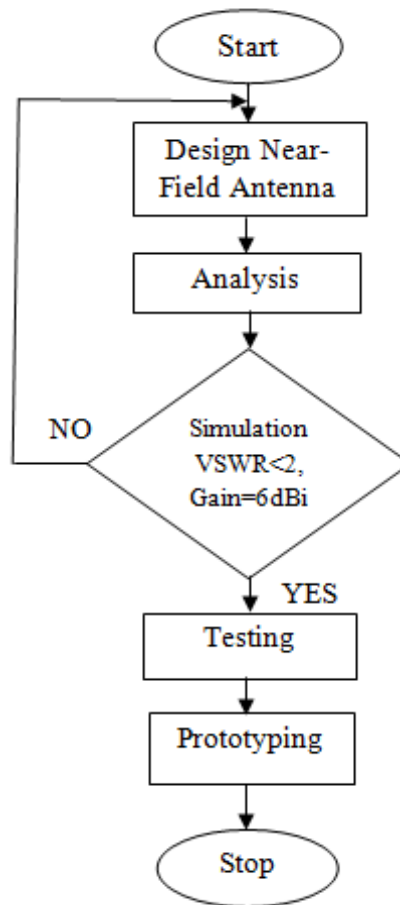 Start
Design Near-
Field Antenna
Analysis
NO
Simulation
VSWR<2,
Gain=6dBi
YES
Testing
Prototyping
Stop